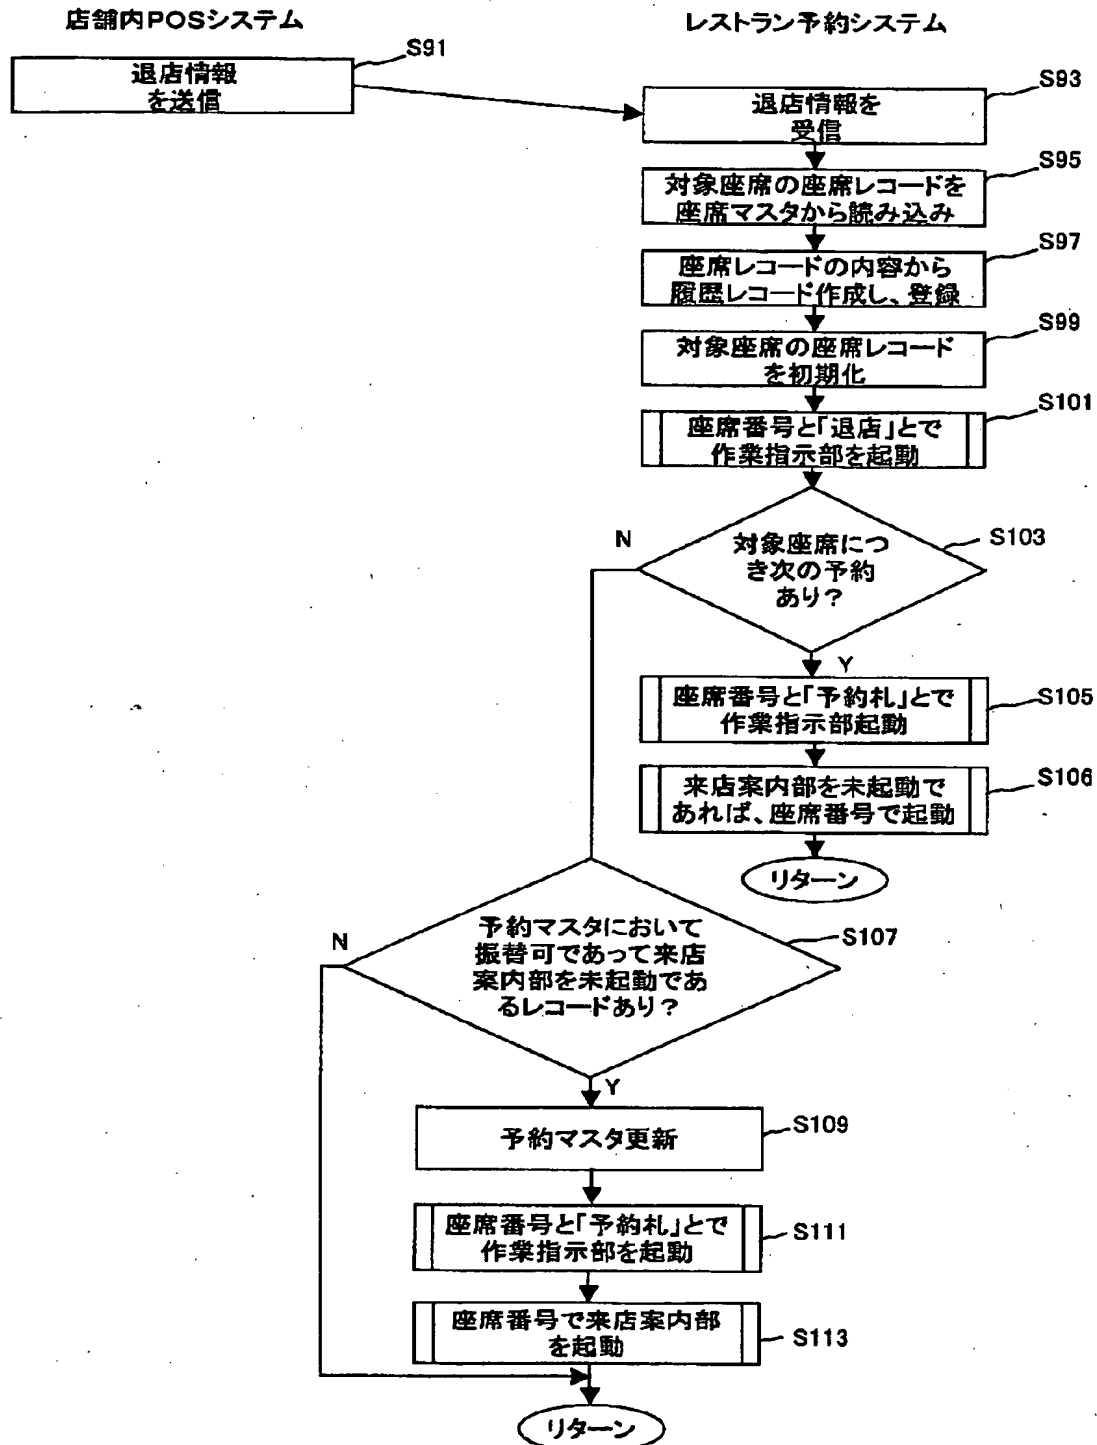 店舗内POSシステム
レストラン予約システム
S91
退店情報
を送信
S93
退店情報を
受信
S95
対象座席の座席レコードを
座席マスタから読み込み
S97
座席レコードの内容から
履歴レコード作成し、登録
S99
対象座席の座席レコード
を初期化
S101
座席番号と「退店」とで
作業指示部を起動
S103
対象座席につ
き次の予約
あり？
N
Y
S105
座席番号と「予約札」とで
作業指示部起動
S106
来店案内部を未起動で
あれば、座席番号で起動
リターン
S107
予約マスタにおいて
振替可であって来店
案内部を未起動であ
るレコードあり？
N
Y
S109
予約マスタ更新
S111
座席番号と「予約札」とで
作業指示部を起動
S113
座席番号で来店案内部
を起動
リターン